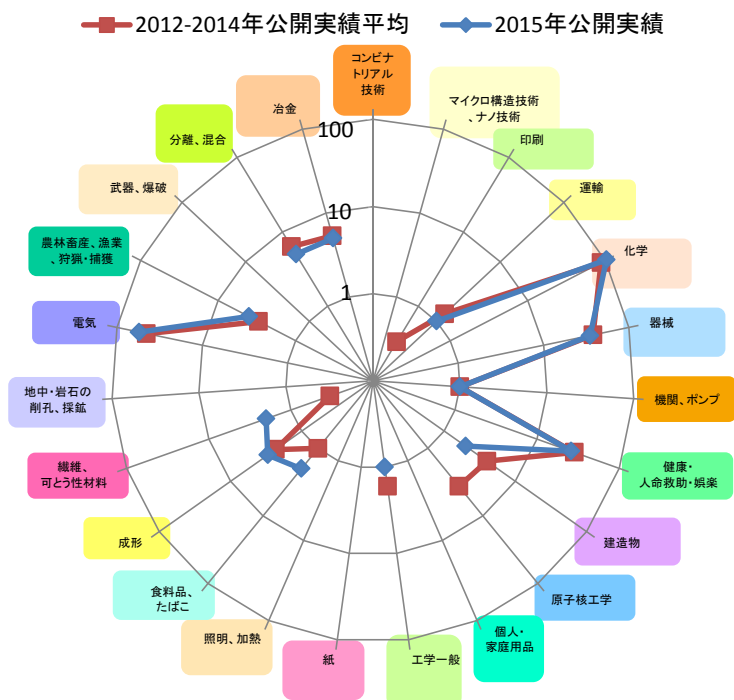 2012-2014年公開実績平均
2015年公開実績
コンビナ
トリアル
技術
マイクロ構造技術
、ナノ技術
印刷
運輸
化学
器械
機関、ポンプ
健康・
人命救助・娯楽
建造物
原子核工学
個人・
家庭用品
工学一般
紙
照明、加熱
食料品、
たばこ
成形
繊維、
可とう性材料
地中・岩石の
削孔、採鉱
電気
農林畜産、漁業
、狩猟・捕獲
武器、爆破
分離、混合
冶金
100
10
1